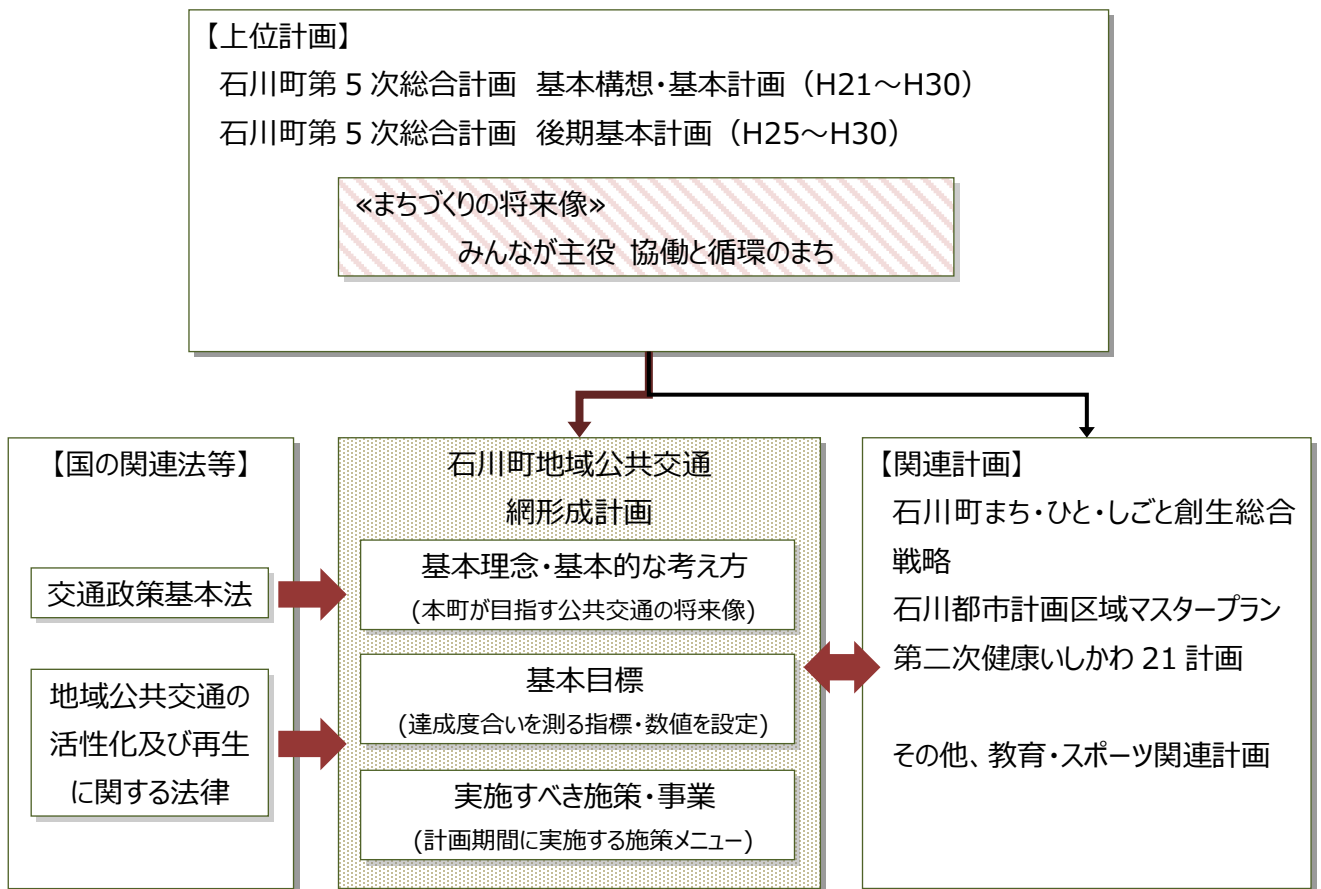 【上位計画】
石川町第5次総合計画 基本構想・基本計画（H21～H30）
石川町第5次総合計画 後期基本計画（H25～H30）
≪まちづくりの将来像≫
みんなが主役 協働と循環のまち
【国の関連法等】
交通政策基本法
地域公共交通の
活性化及び再生
に関する法律
石川町地域公共交通
網形成計画
基本理念・基本的な考え方
(本町が目指す公共交通の将来像)
基本目標
(達成度合いを測る指標・数値を設定)
実施すべき施策・事業
(計画期間に実施する施策メニュー)
【関連計画】
石川町まち・ひと・しごと創生総合
戦略
石川都市計画区域マスタープラン
第二次健康いしかわ21計画
その他、教育・スポーツ関連計画